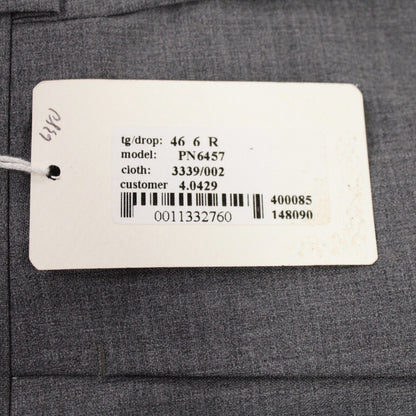 tg/drop: 46 6 R
model: PN6457
cloth: 3339/002
customer 4.0429
400085
0011332760 148090